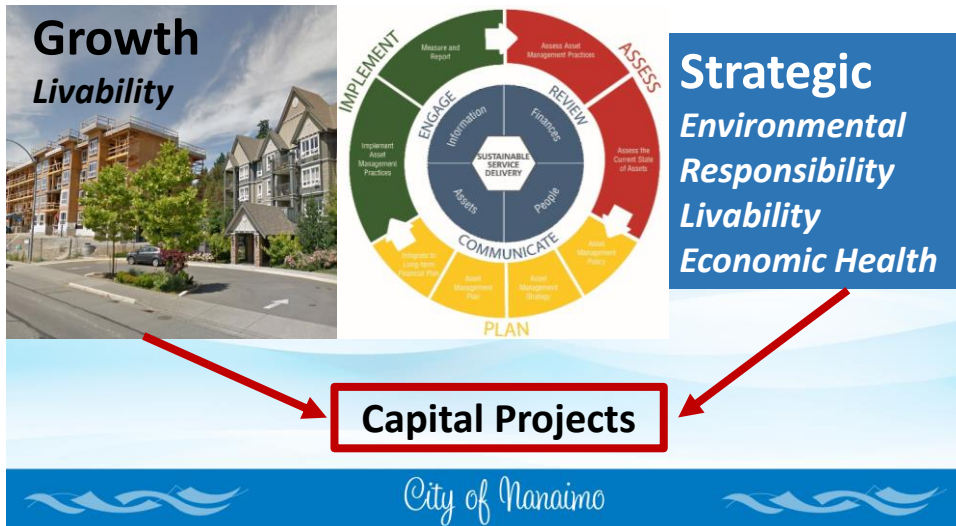 Growth
Livability
IMPLEMENT
ASSESS
PLAN
ENGAGE
REVIEW
COMMUNICATE
Measure and
Report
Assess Asset
Management Practices
Implement
Asset
Management
Practices
Assess the
Current State
of Assets
Integrate to
Long-term
Financial Plan
Asset
Management
Plan
Asset
Management
Strategy
Asset
Management
Policy
Information
Finances
Assets
People
SUSTAINABLE
SERVICE
DELIVERY
Strategic
Environmental
Responsibility
Livability
Economic Health
Capital Projects
City of Nanaimo